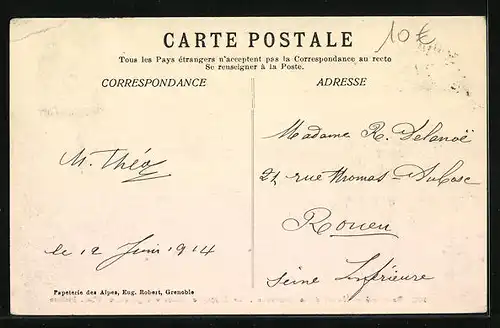 10€
CARTE POSTALE
Tous les Pays étrangers n'acceptent pas la Correspondance au recto
Se renseigner à la Poste.
CORRESPONDANCE
M. Théo
le 12 Juin 1914
Papeterie des Alpes, Eug. Robert, Grenoble
ADRESSE
Madame R. Delanoë
rue Thomas-Dubosc
Rouen
Seine Inférieure